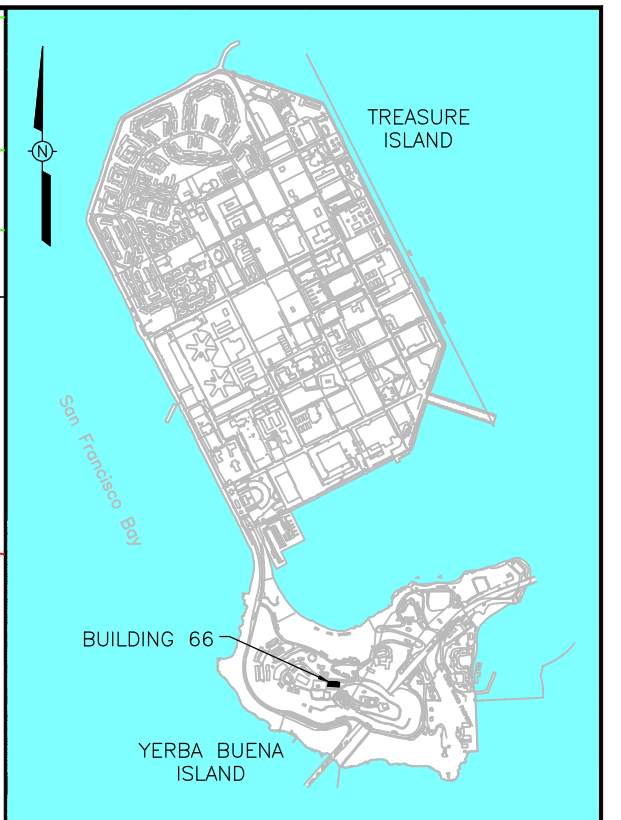 TREASURE
ISLAND
N
San Francisco Bay
BUILDING 66
YERBA BUENA
ISLAND